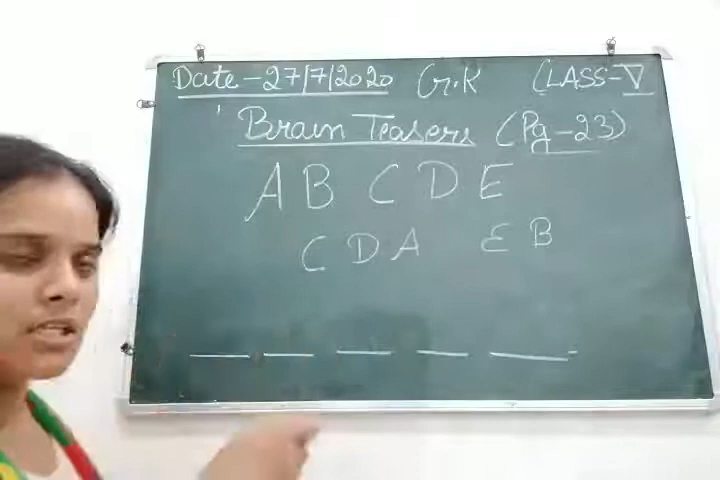 Date-27/7/2020 G.K CLASS-V
Brain Teasers (Pg-23)
A B C D E
C D A E B